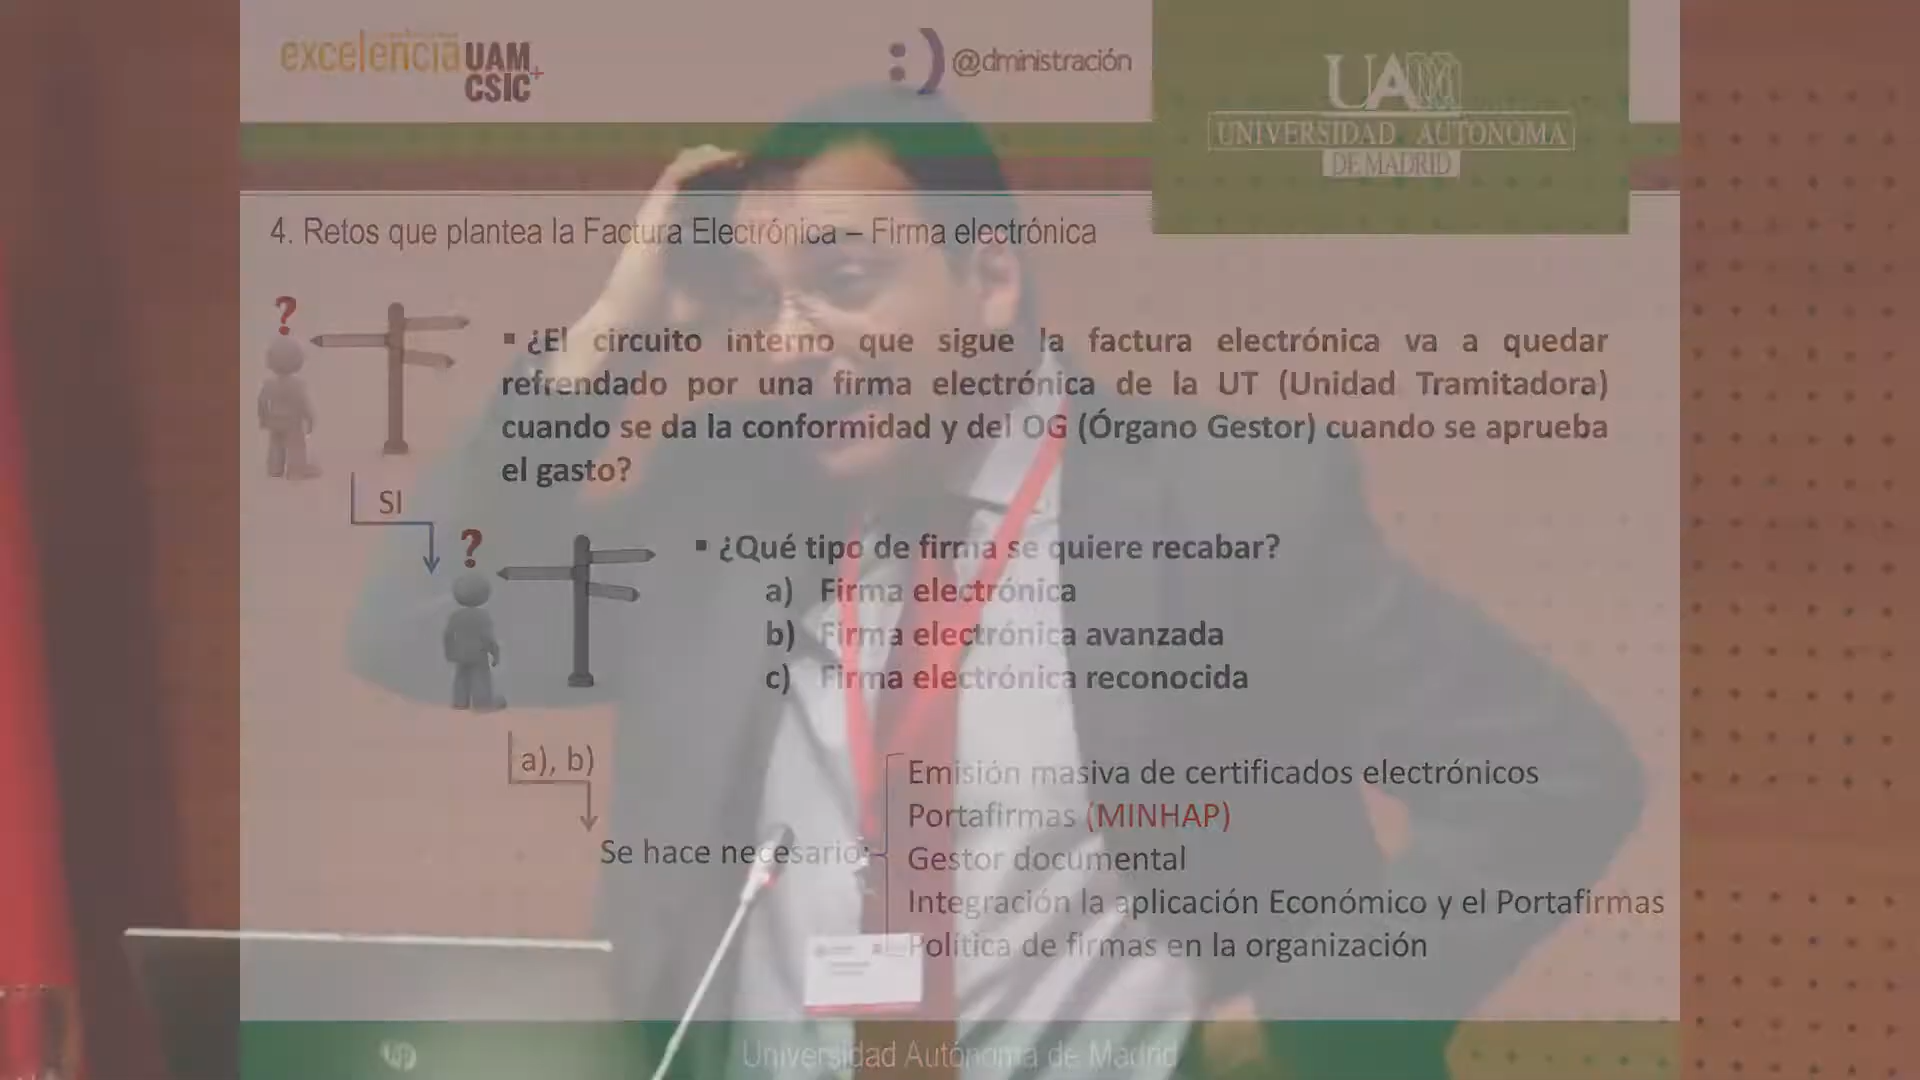 excelencia UAM
CSIC+
:) @dministración
UAM
UNIVERSIDAD AUTONOMA
DE MADRID
4. Retos que plantea la Factura Electrónica – Firma electrónica
?
▪ ¿El circuito interno que sigue la factura electrónica va a quedar
refrendado por una firma electrónica de la UT (Unidad Tramitadora)
cuando se da la conformidad y del OG (Órgano Gestor) cuando se aprueba
el gasto?
SI
?
▪ ¿Qué tipo de firma se quiere recabar?
a) Firma electrónica
b) Firma electrónica avanzada
c) Firma electrónica reconocida
a), b)
Se hace necesario:
Emisión masiva de certificados electrónicos
Portafirmas (MINHAP)
Gestor documental
Integración la aplicación Económico y el Portafirmas
Política de firmas en la organización
Universidad Autónoma de Madrid